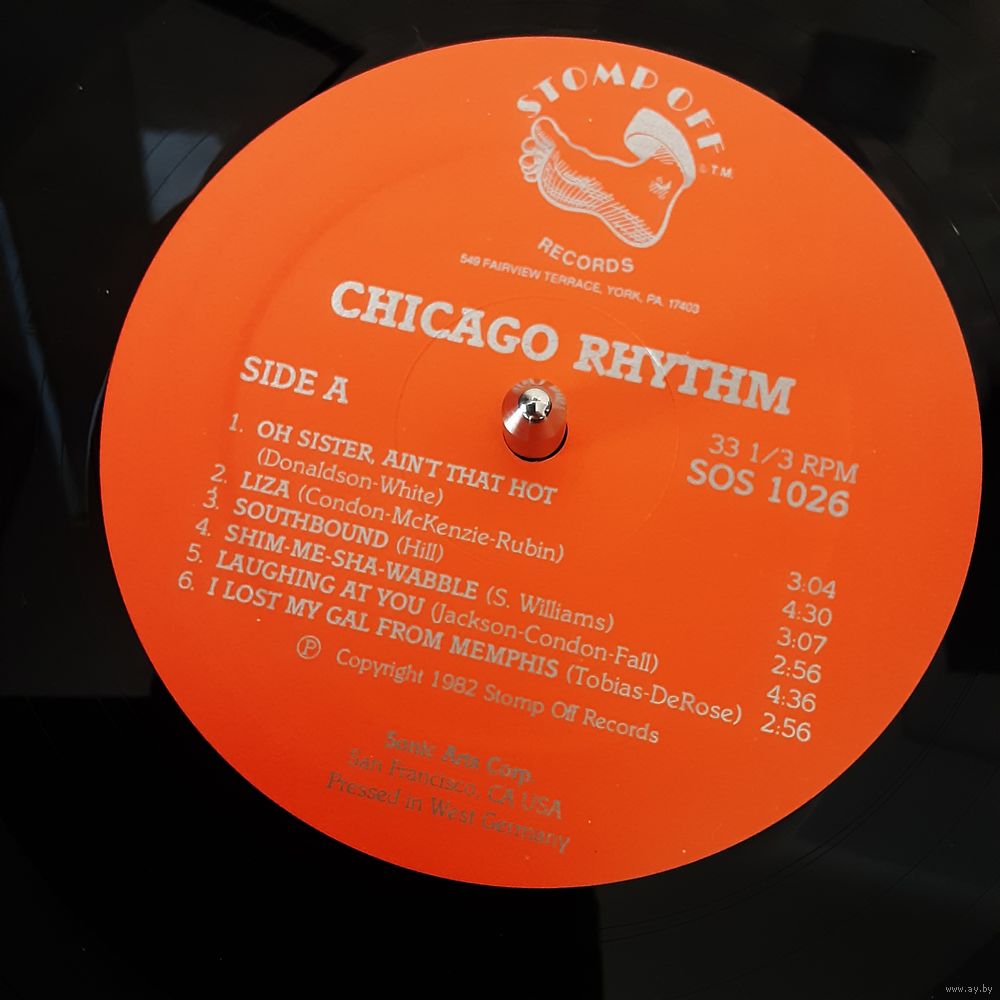 STOMP OFF
T.M.
RECORDS
549 FAIRVIEW TERRACE, YORK, PA. 17403
CHICAGO RHYTHM
SIDE A
33 1/3 RPM
SOS 1026
1. OH SISTER, AIN'T THAT HOT
(Donaldson-White) 3:04
2. LIZA (Condon-McKenzie-Rubin) 4:30
3. SOUTHBOUND (Hill) 3:07
4. SHIM-ME-SHA-WABBLE (S. Williams) 2:56
5. LAUGHING AT YOU (Jackson-Condon-Fall) 4:36
6. I LOST MY GAL FROM MEMPHIS (Tobias-DeRose) 2:56
Ⓟ Copyright 1982 Stomp Off Records
Sonic Arts Corp.
San Francisco, CA USA
Pressed in West Germany
www.ay.by